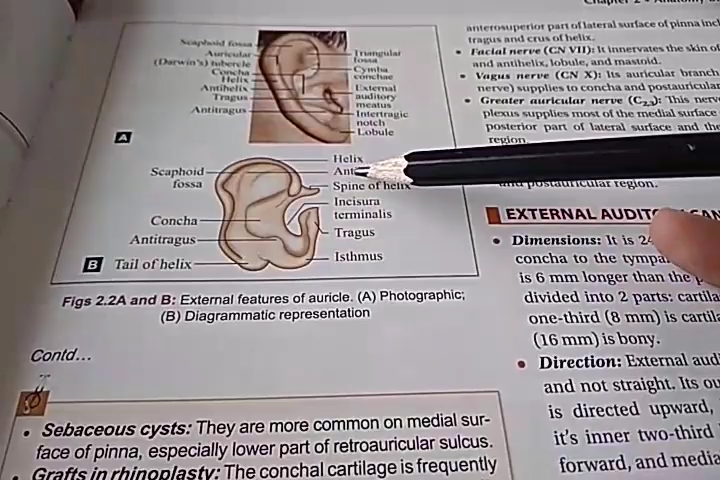 Scaphoid fossa
Auricular
(Darwin's) tubercle
Concha
Helix
Antihelix
Tragus
Antitragus
Triangular
fossa
Cymba
conchae
External
auditory
meatus
Intertragic
notch
Lobule
A
Scaphoid
fossa
Concha
Antitragus
B Tail of helix
Helix
Spine of helix
Incisura
terminalis
Tragus
Isthmus
Figs 2.2A and B: External features of auricle. (A) Photographic;
(B) Diagrammatic representation
Contd...
• Sebaceous cysts: They are more common on medial sur-
face of pinna, especially lower part of retroauricular sulcus.
• Grafts in rhinoplasty: The conchal cartilage is frequently
Chapter 2
anterosuperior part of lateral surface of pinna incl
tragus and crus of helix.
• Facial nerve (CN VII): It innervates the skin of
and antihelix, lobule, and mastoid.
• Vagus nerve (CN X): Its auricular branch
nerve) supplies to concha and postauricular
• Greater auricular nerve (C2,3): This nerv
plexus supplies most of the medial surface
posterior part of lateral surface and the
region.
and postauricular region.
EXTERNAL AUDITO
• Dimensions: It is 24
concha to the tympa
is 6 mm longer than the
divided into 2 parts: cartila
one-third (8 mm) is cartila
(16 mm) is bony.
• Direction: External aud
and not straight. Its ou
is directed upward,
it's inner two-third
forward, and media